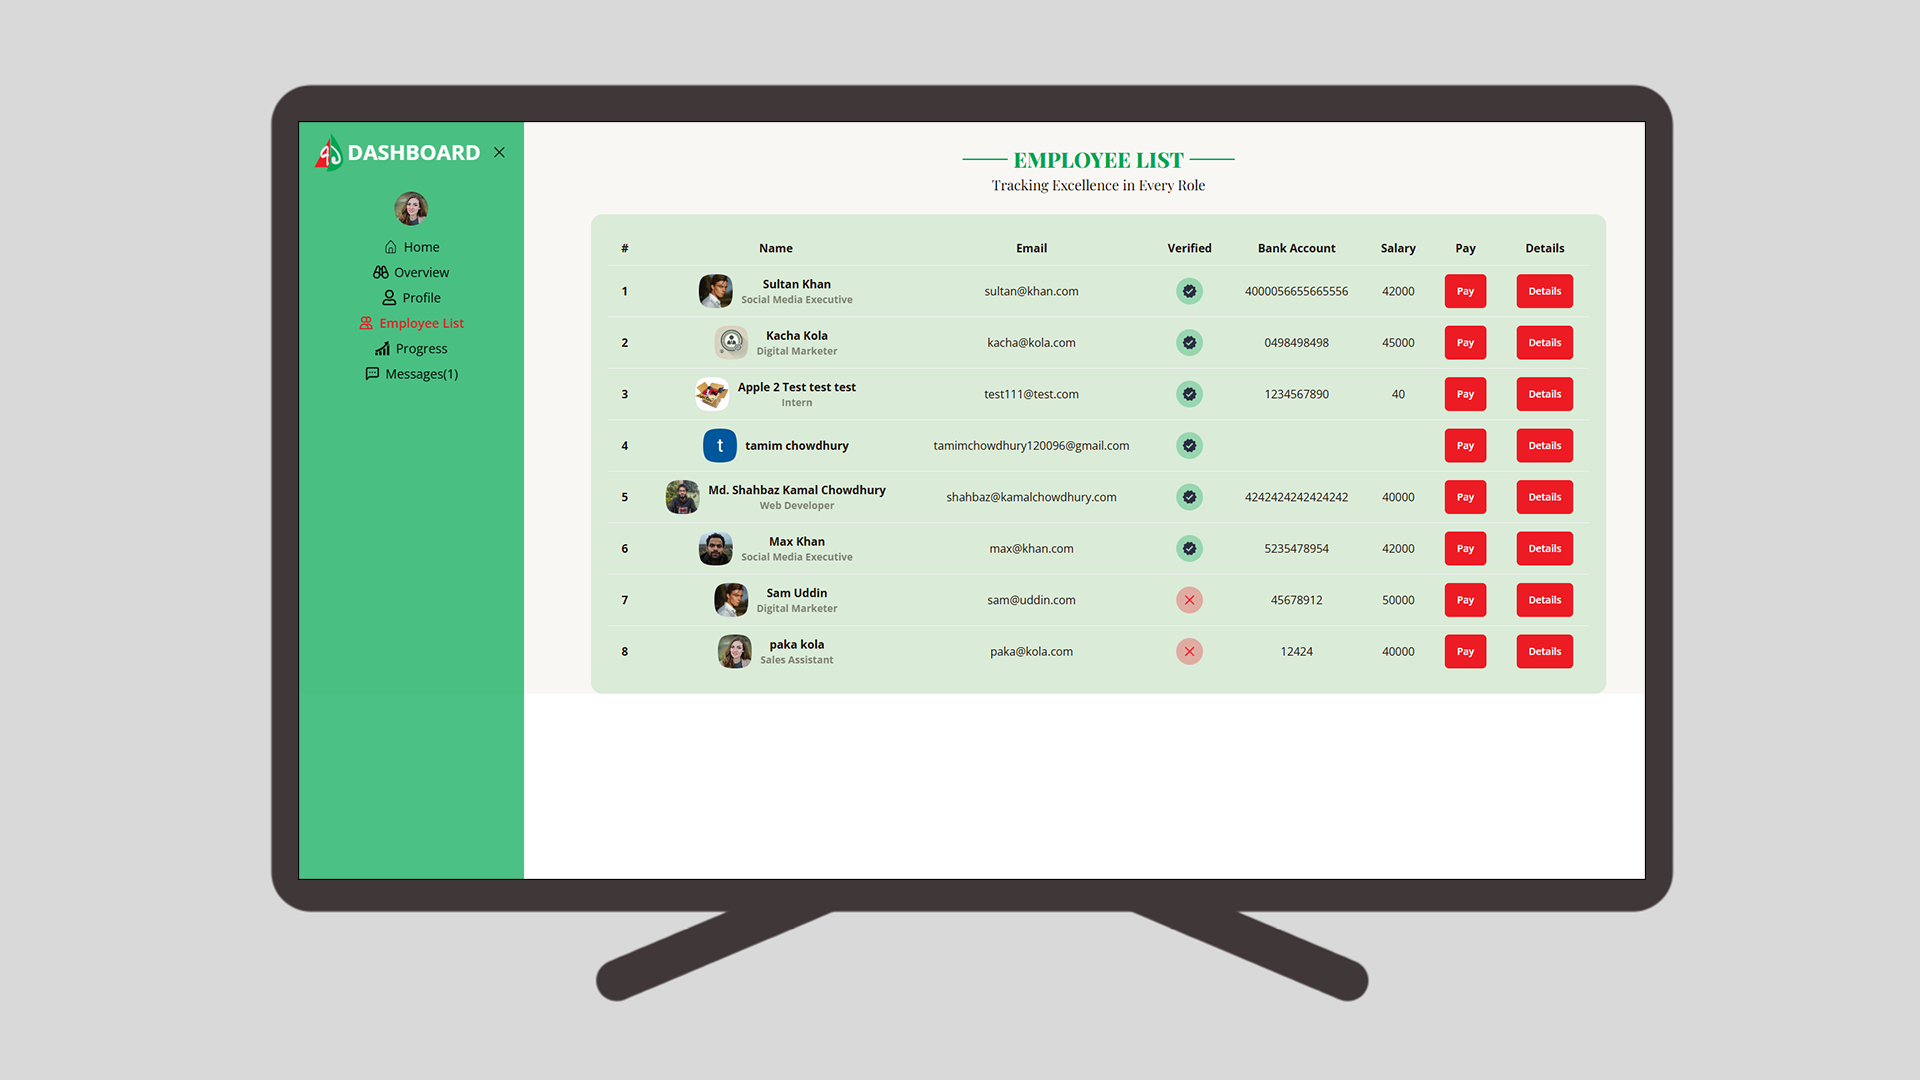 DASHBOARD
Home
Overview
Profile
Employee List
Progress
Messages(1)
EMPLOYEE LIST
Tracking Excellence in Every Role
# Name Email Verified Bank Account Salary Pay Details
1 Sultan Khan sultan@khan.com 4000056655665556 42000 Pay Details
Social Media Executive
2 Kacha Kola kacha@kola.com 0498498498 45000 Pay Details
Digital Marketer
3 Apple 2 Test test test test111@test.com 1234567890 40 Pay Details
Intern
4 t tamim chowdhury tamimchowdhury120096@gmail.com Pay Details
5 Md. Shahbaz Kamal Chowdhury shahbaz@kamalchowdhury.com 4242424242424242 40000 Pay Details
Web Developer
6 Max Khan max@khan.com 5235478954 42000 Pay Details
Social Media Executive
7 Sam Uddin sam@uddin.com 45678912 50000 Pay Details
Digital Marketer
8 paka kola paka@kola.com 12424 40000 Pay Details
Sales Assistant